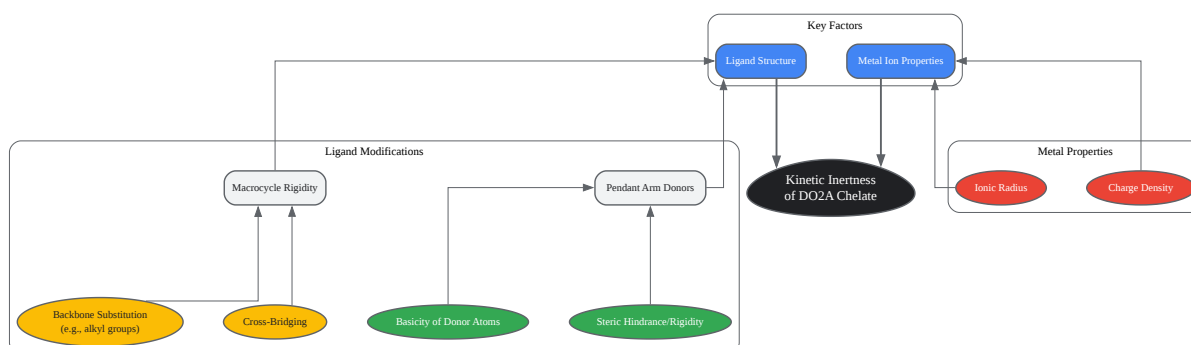 Key Factors
Ligand Structure
Metal Ion Properties
Ligand Modifications
Metal Properties
Macrocycle Rigidity
Pendant Arm Donors
Kinetic Inertness
of DO2A Chelate
Ionic Radius
Charge Density
Backbone Substitution
(e.g., alkyl groups)
Cross-Bridging
Basicity of Donor Atoms
Steric Hindrance/Rigidity